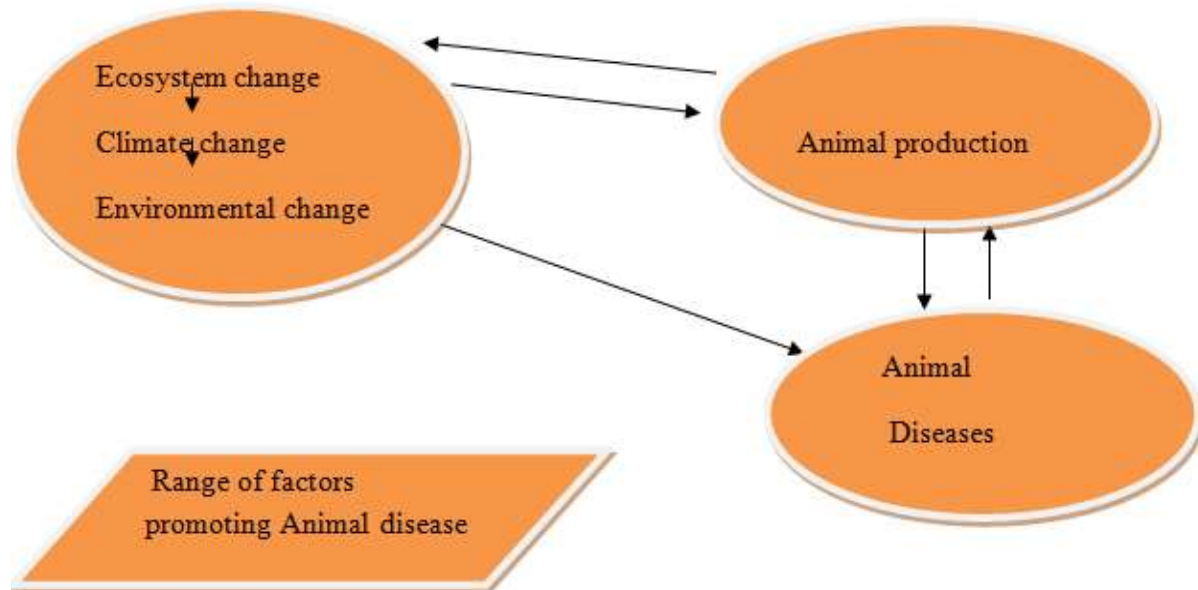 Ecosystem change
Climate change
Environmental change
Animal production
Animal
Diseases
Range of factors
promoting Animal disease